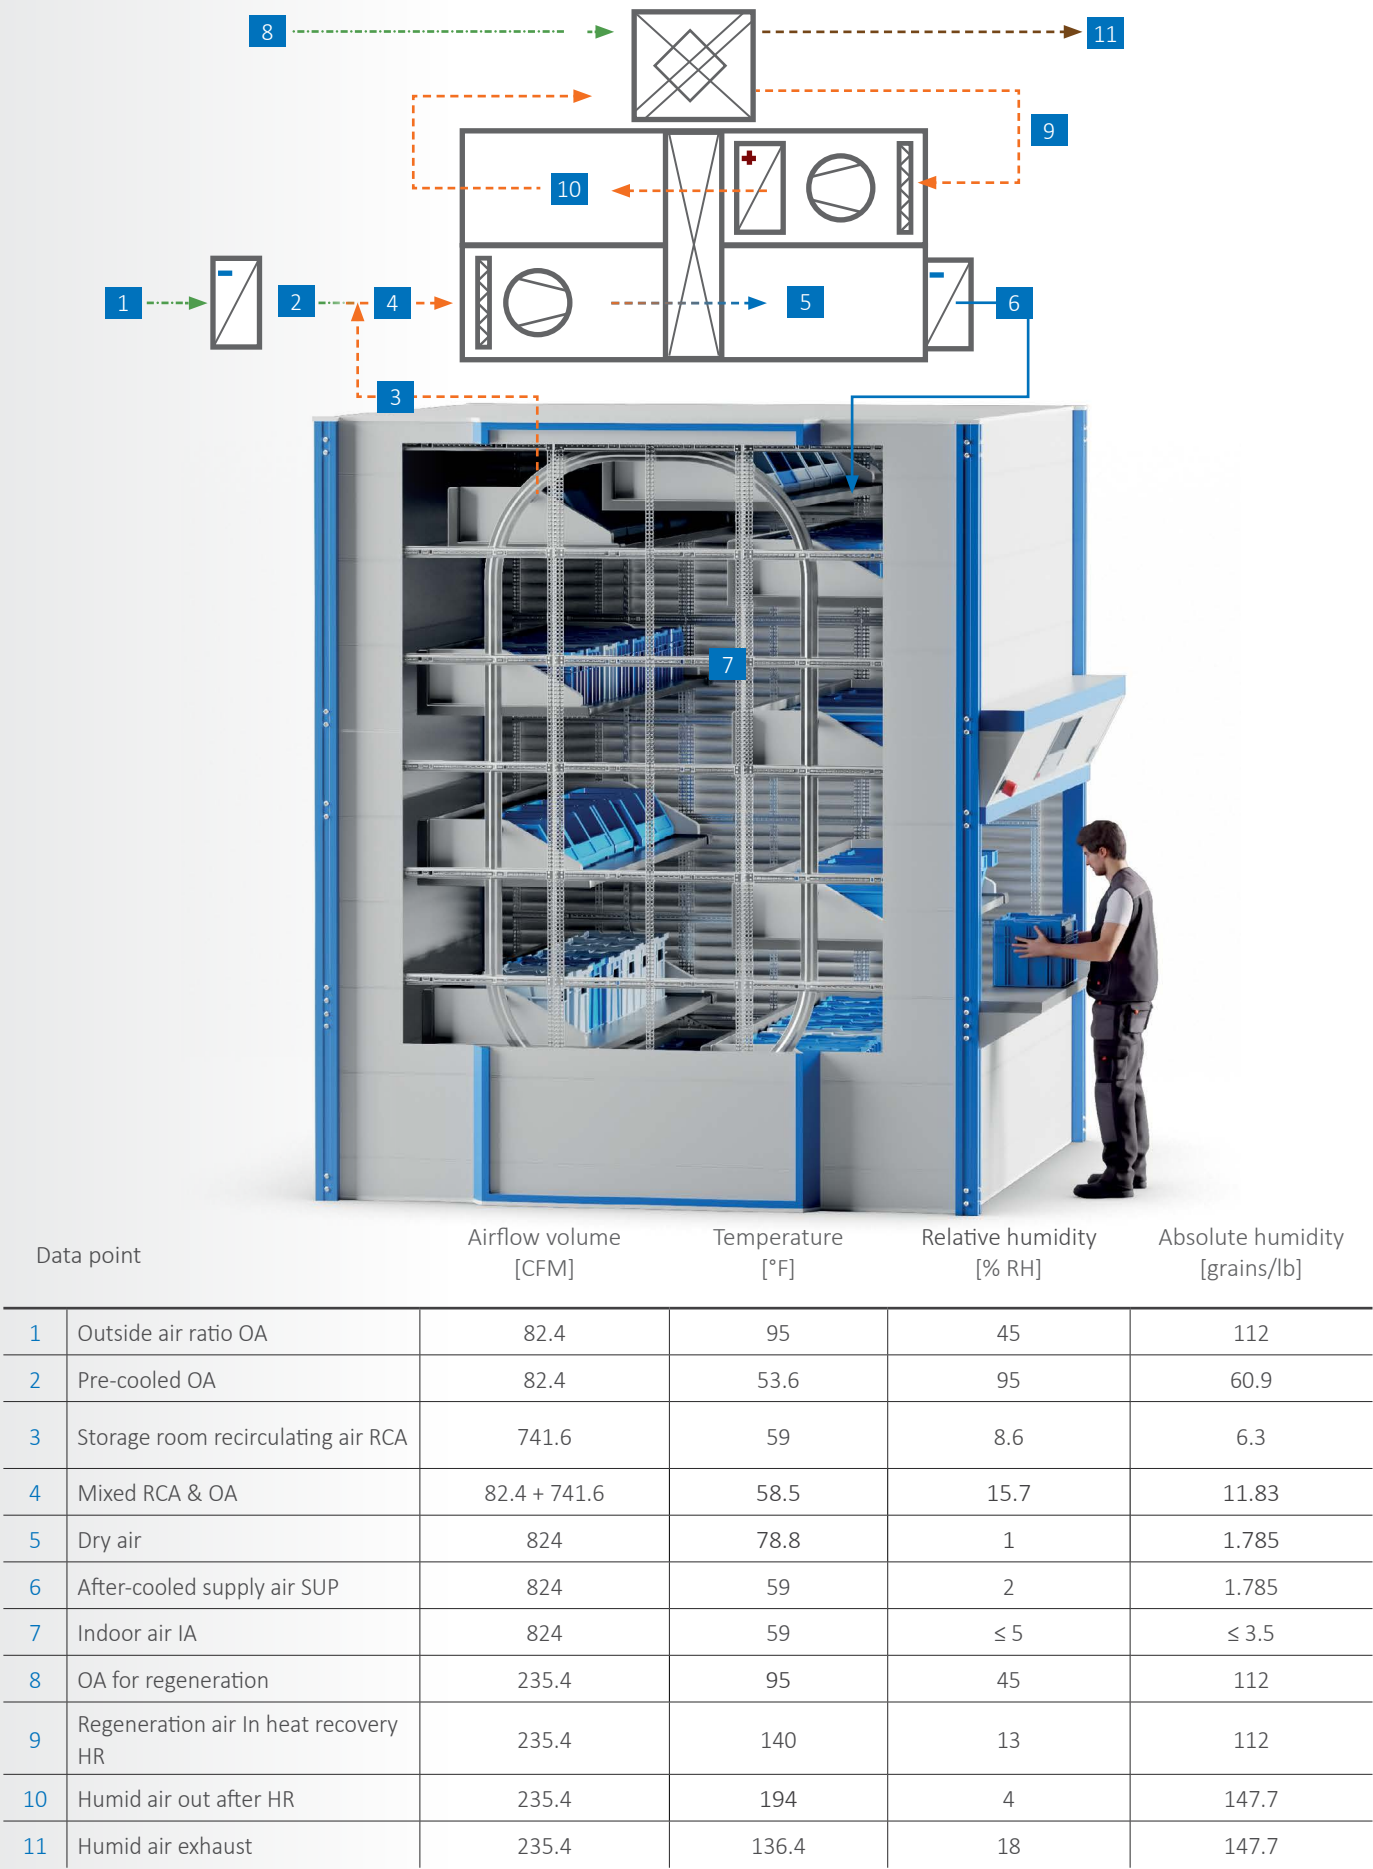 8
11
9
10
1
2
4
5
6
3
7
Data point
Airflow volume
[CFM]
Temperature
[°F]
Relative humidity
[% RH]
Absolute humidity
[grains/lb]
1 Outside air ratio OA 82.4 95 45 112
2 Pre-cooled OA 82.4 53.6 95 60.9
3 Storage room recirculating air RCA 741.6 59 8.6 6.3
4 Mixed RCA & OA 82.4 + 741.6 58.5 15.7 11.83
5 Dry air 824 78.8 1 1.785
6 After-cooled supply air SUP 824 59 2 1.785
7 Indoor air IA 824 59 ≤ 5 ≤ 3.5
8 OA for regeneration 235.4 95 45 112
9 Regeneration air In heat recovery
HR 235.4 140 13 112
10 Humid air out after HR 235.4 194 4 147.7
11 Humid air exhaust 235.4 136.4 18 147.7